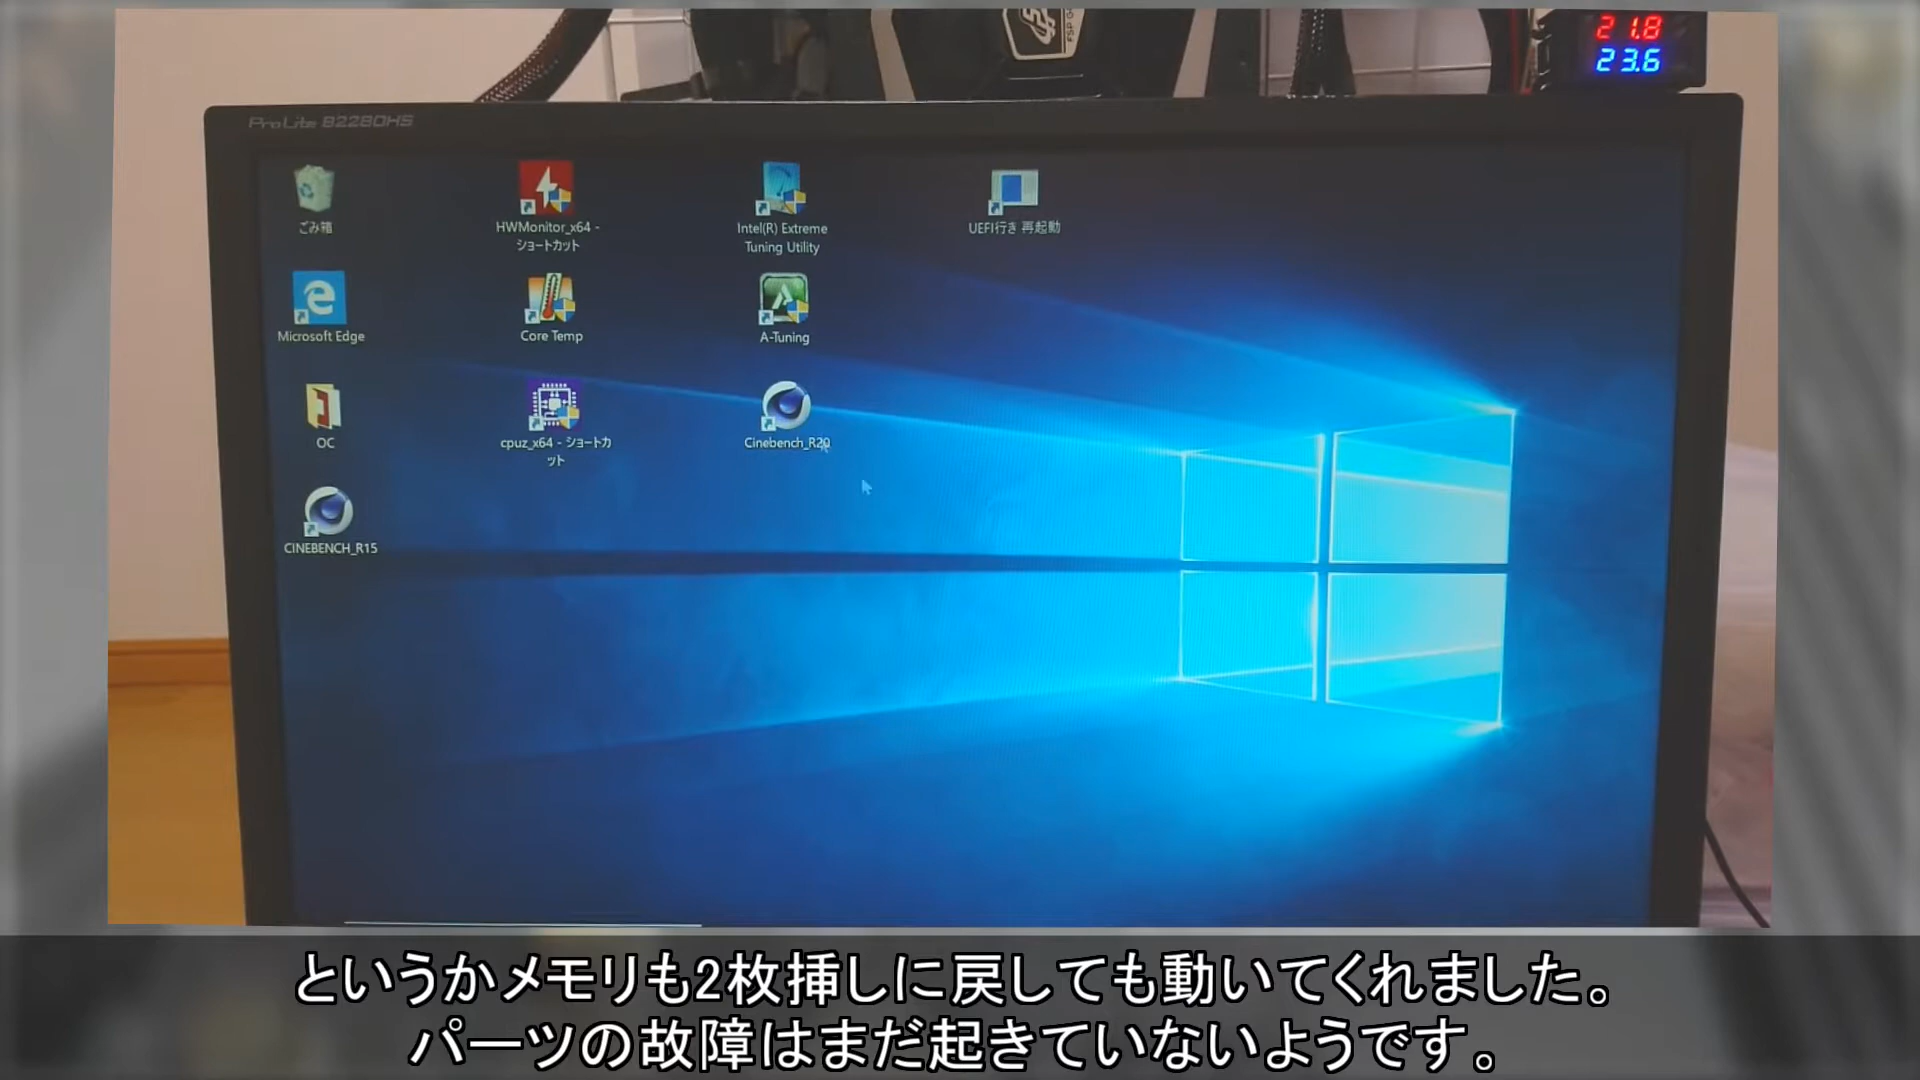 21.8
23.6
ProLite B2280HS
ごみ箱
HWMonitor_x64 -
ショートカット
Intel(R) Extreme
Tuning Utility
UEFI行き 再起動
Microsoft Edge
Core Temp
A-Tuning
OC
cpuz_x64 - ショートカ
ット
Cinebench_R20
CINEBENCH_R15
というかメモリも2枚挿しに戻しても動いてくれました。
パーツの故障はまだ起きていないようです。